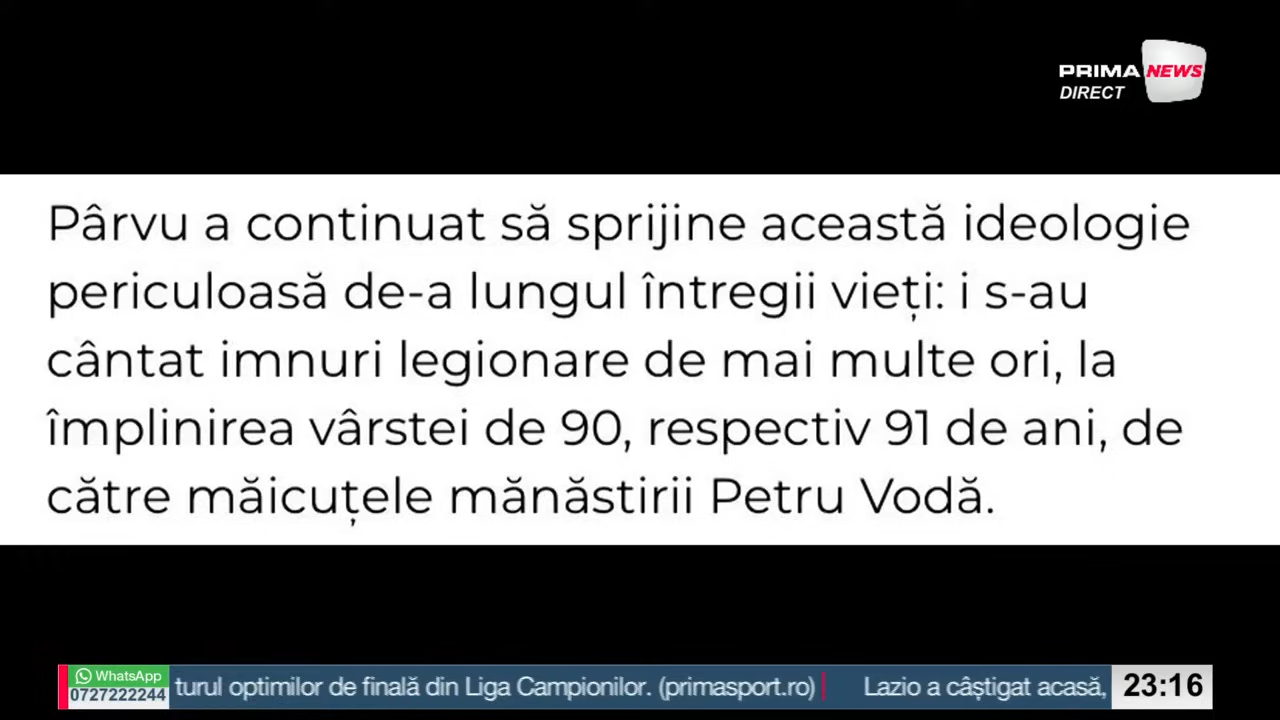 PRIMA NEWS
DIRECT
Pârvu a continuat să sprijine această ideologie
periculoasă de-a lungul întregii vieți: i s-au
cântat imnuri legionare de mai multe ori, la
împlinirea vârstei de 90, respectiv 91 de ani, de
către măicuțele mănăstirii Petru Vodă.
WhatsApp
0727222244
turul optimilor de finală din Liga Campionilor. (primasport.ro) Lazio a câștigat acasă,
23:16